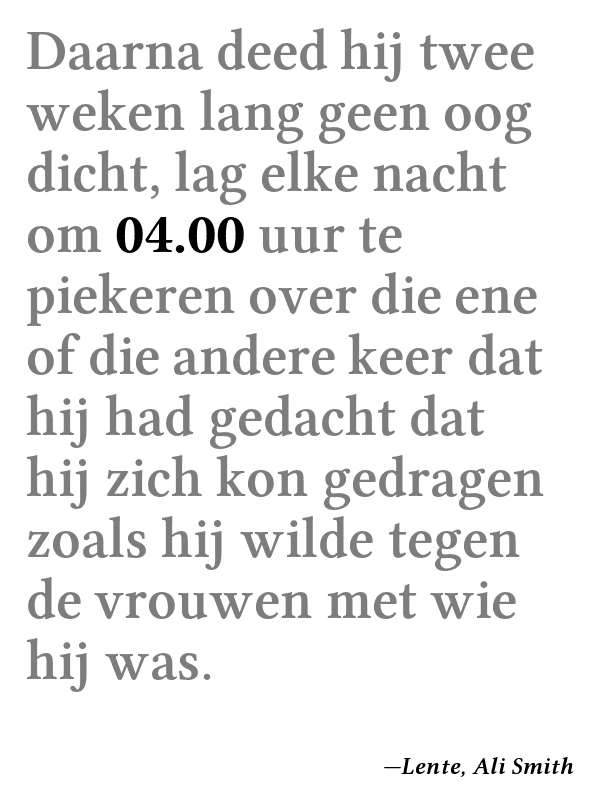 Daarna deed hij twee
weken lang geen oog
dicht, lag elke nacht
om 04.00 uur te
piekeren over die ene
of die andere keer dat
hij had gedacht dat
hij zich kon gedragen
zoals hij wilde tegen
de vrouwen met wie
hij was.
—Lente, Ali Smith